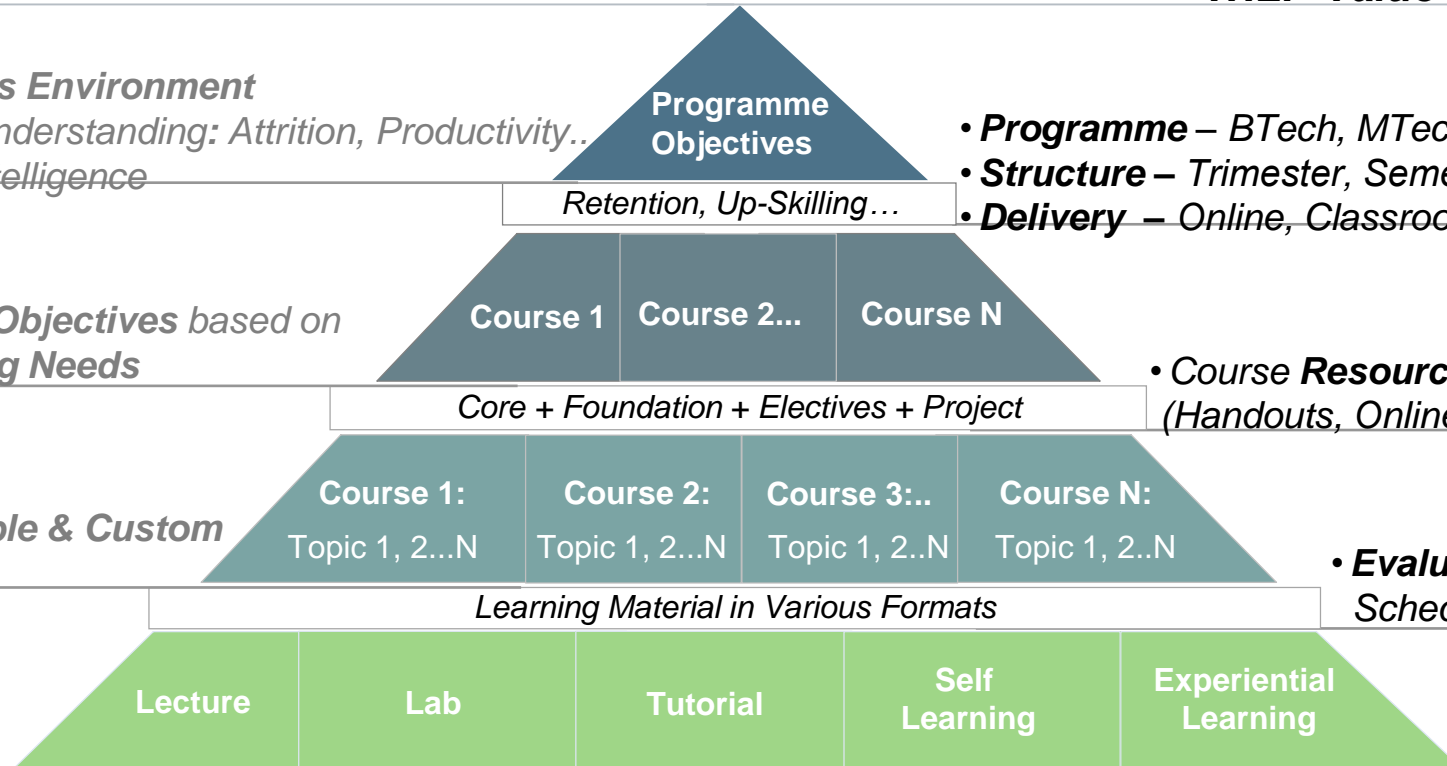 Value
s Environment
nderstanding: Attrition, Productivity..
telligence
Programme
Objectives
• Programme – BTech, MTec
• Structure – Trimester, Seme
• Delivery – Online, Classroo
Retention, Up-Skilling…
Course 1
Course 2...
Course N
Objectives based on
g Needs
Core + Foundation + Electives + Project
• Course Resourc
(Handouts, Online
Course 1:
Topic 1, 2...N
Course 2:
Topic 1, 2...N
Course 3:..
Topic 1, 2..N
Course N:
Topic 1, 2..N
ble & Custom
Learning Material in Various Formats
• Evalu
Sched
Lecture
Lab
Tutorial
Self
Learning
Experiential
Learning